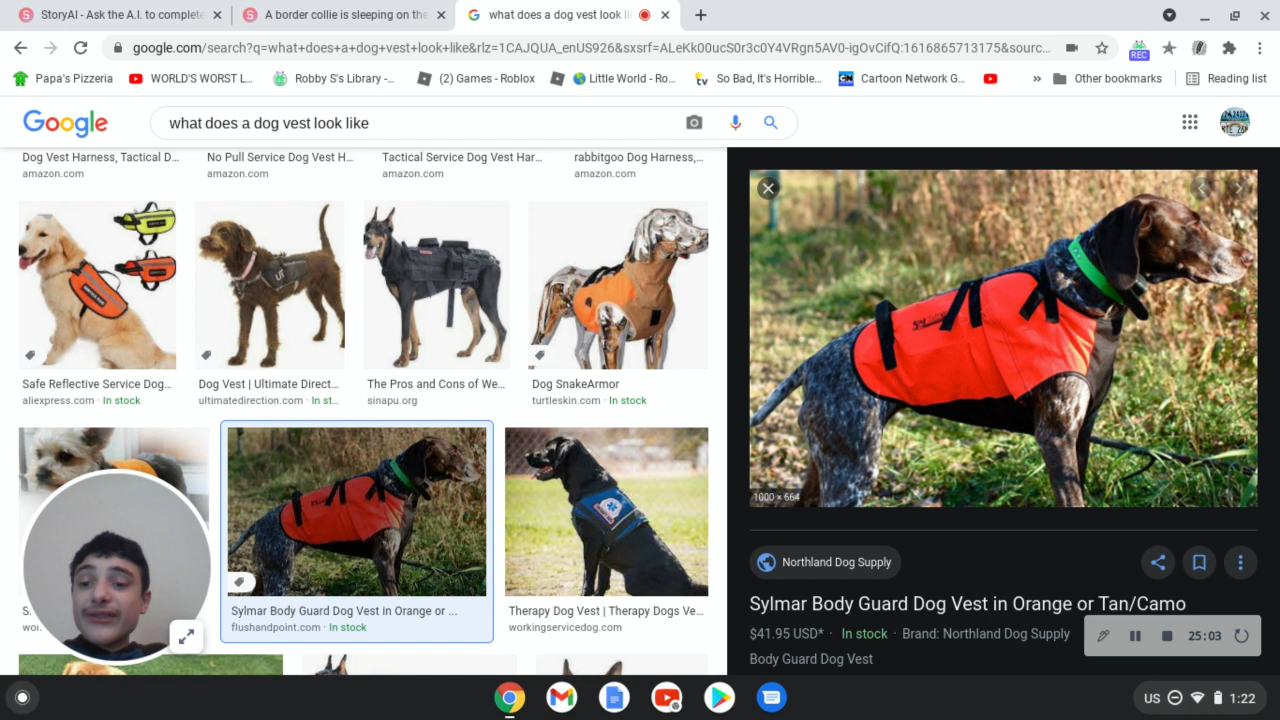 StoryAI - Ask the A.I. to complete
A border collie is sleeping on the
what does a dog vest look li
google.com/search?q=what+does+a+dog+vest+look+like&rlz=1CAJQUA_enUS926&sxsrf=ALeKk00ucS0r3c0Y4VRgn5AV0-igOvCifQ:1616865713175&sourc...
REC
Papa's Pizzeria
WORLD'S WORST L...
Robby S's Library -...
(2) Games - Roblox
Little World - Ro...
tv
So Bad, It's Horrible...
CN
Cartoon Network G...
»
Other bookmarks
Reading list
Google
what does a dog vest look like
Dog Vest Harness, Tactical D...
amazon.com
No Pull Service Dog Vest H...
amazon.com
Tactical Service Dog Vest Har...
amazon.com
rabbitgoo Dog Harness,...
amazon.com
Safe Reflective Service Dog...
aliexpress.com · In stock
Dog Vest | Ultimate Direct...
ultimatedirection.com · In st...
The Pros and Cons of We...
sinapu.org
Dog SnakeArmor
turtleskin.com · In stock
Sylmar Body Guard Dog Vest in Orange or ...
flushandpoint.com · In stock
Therapy Dog Vest | Therapy Dogs Ve...
workingservicedog.com
1000 × 664
Northland Dog Supply
Sylmar Body Guard Dog Vest in Orange or Tan/Camo
$41.95 USD* · In stock · Brand: Northland Dog Supply
Body Guard Dog Vest
25:03
US
1:22